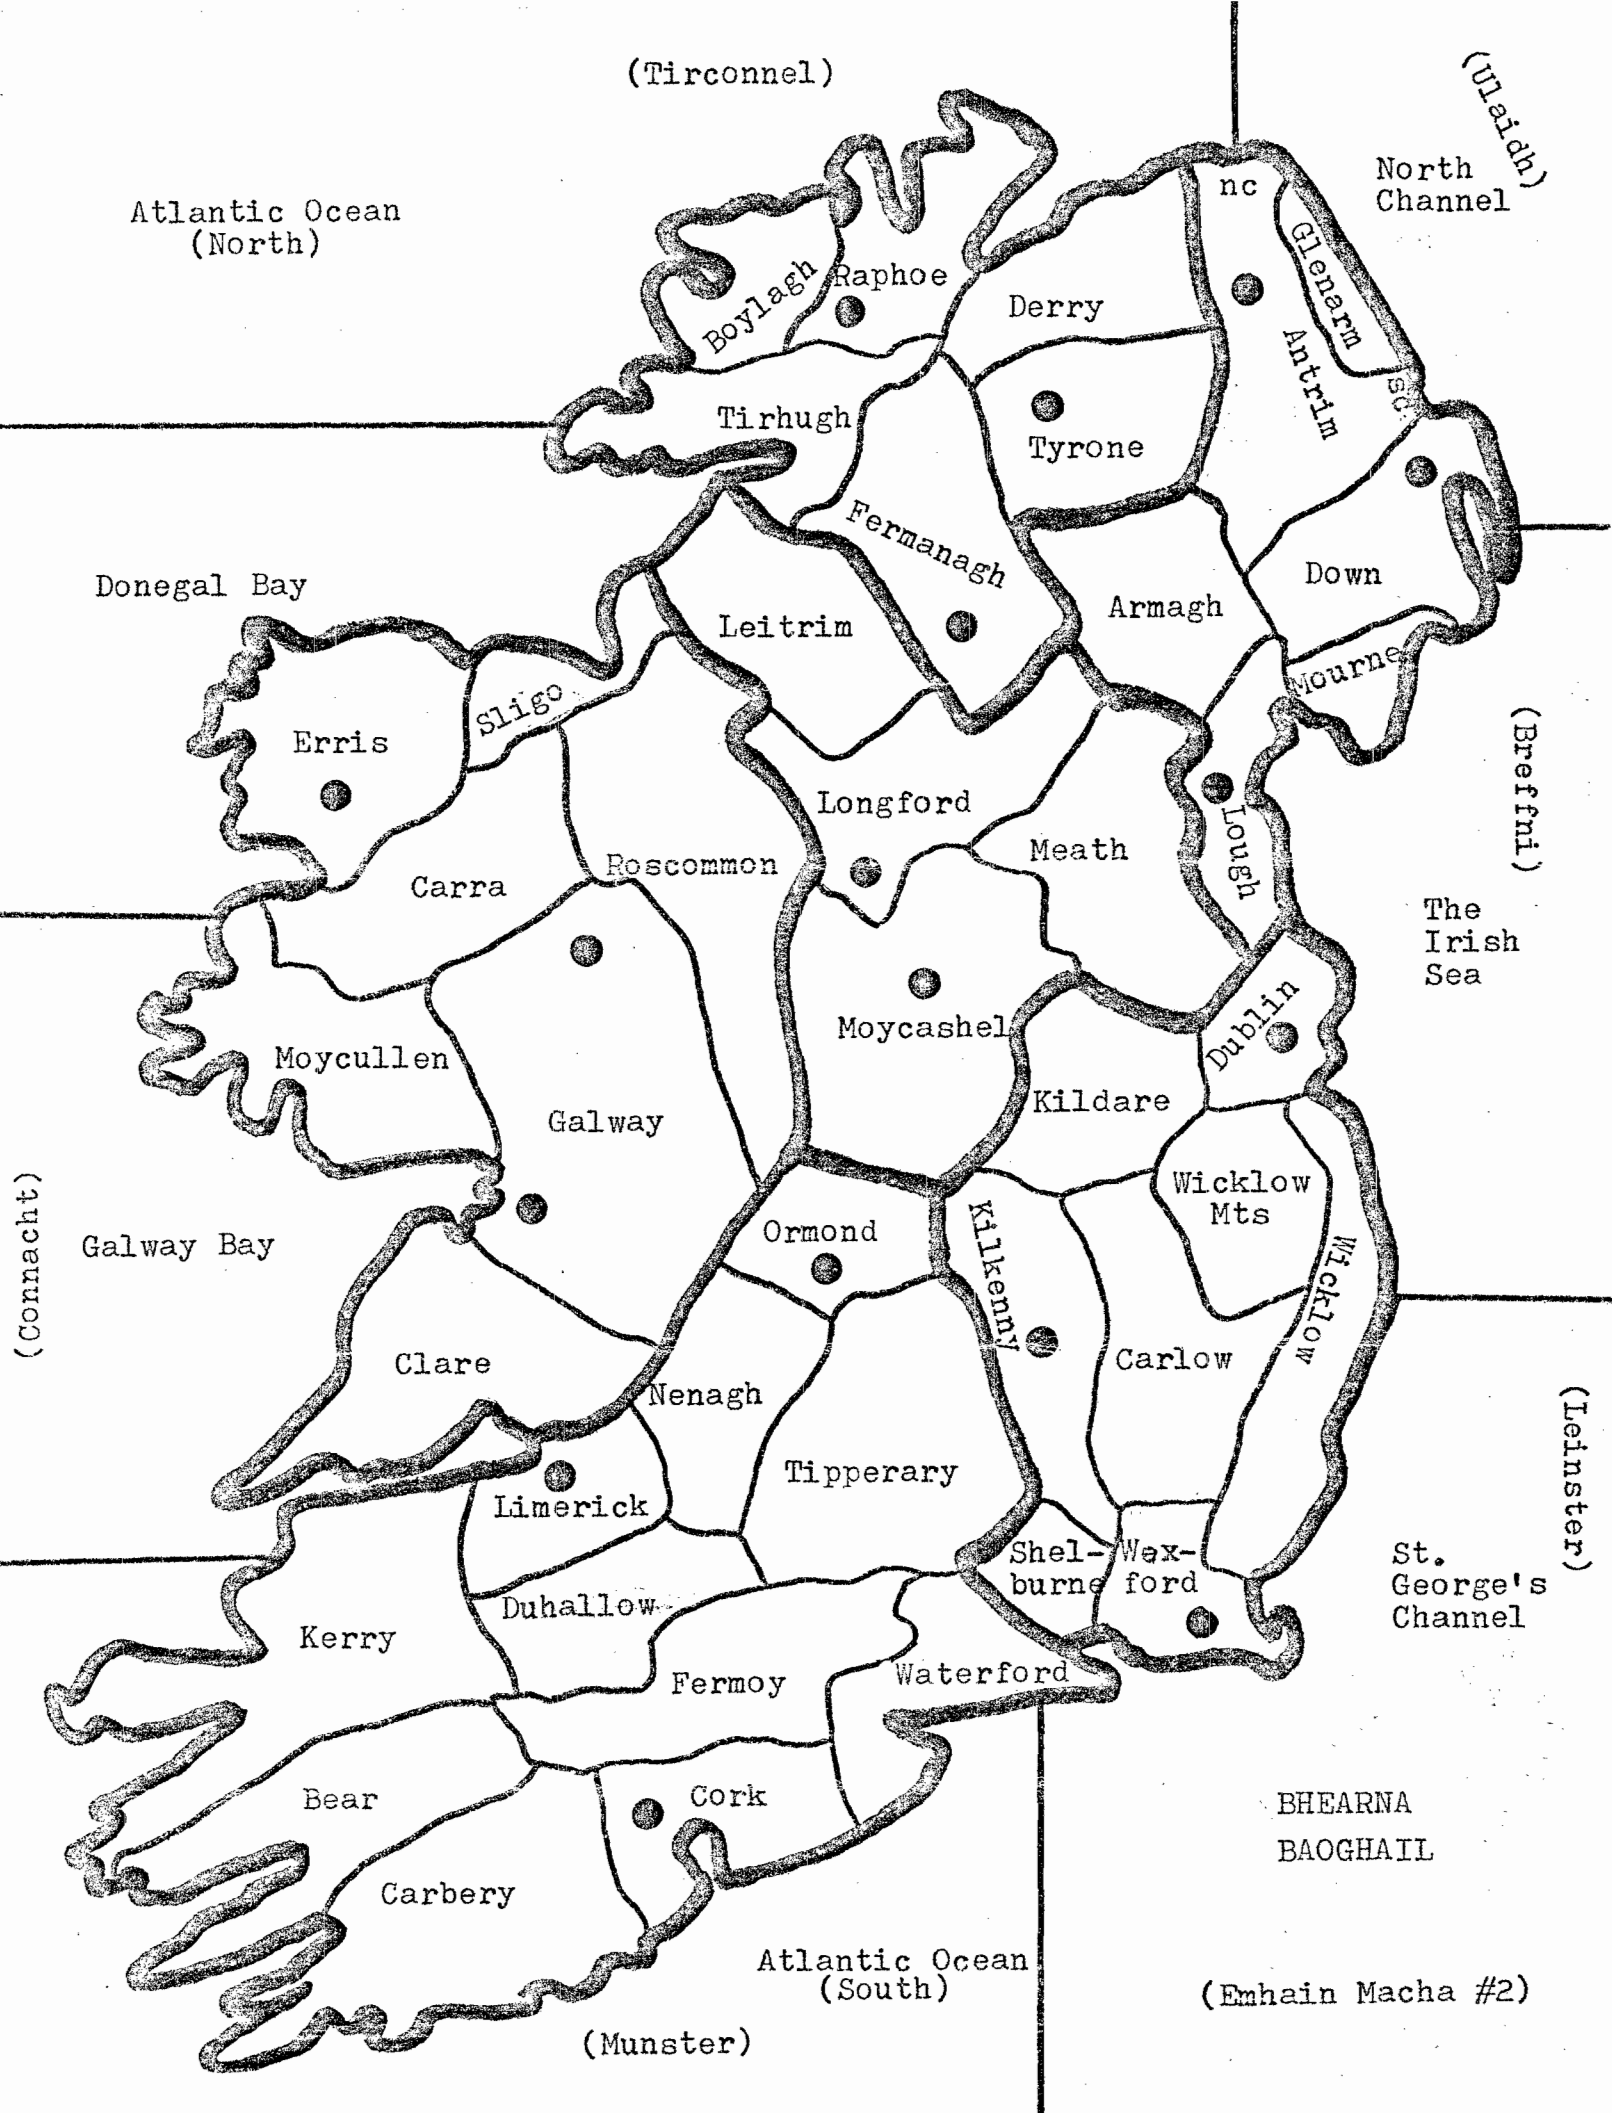 (Tirconnel)
(Ulaidh)
North
Channel
Atlantic Ocean
(North)
nc
Glenarm
Raphoe
Boylagh
Derry
Antrim
sc
Tirhugh
Tyrone
Fermanagh
Donegal Bay
Down
Armagh
Leitrim
Mourne
Sligo
Erris
(Breffni)
Longford
Meath
Lough
Roscommon
Carra
The
Irish
Sea
Moycashel
Dublin
Moycullen
Kildare
Galway
Wicklow
Mts
(Connacht)
Galway Bay
Ormond
Kilkenny
Wicklow
Clare
Carlow
Nenagh
(Leinster)
Tipperary
Limerick
Shel-
burne
Wex-
ford
St.
George's
Channel
Duhallow
Kerry
Waterford
Fermoy
Bear
Cork
BHEARNA
BAOGHAIL
Carbery
Atlantic Ocean
(South)
(Emhain Macha #2)
(Munster)